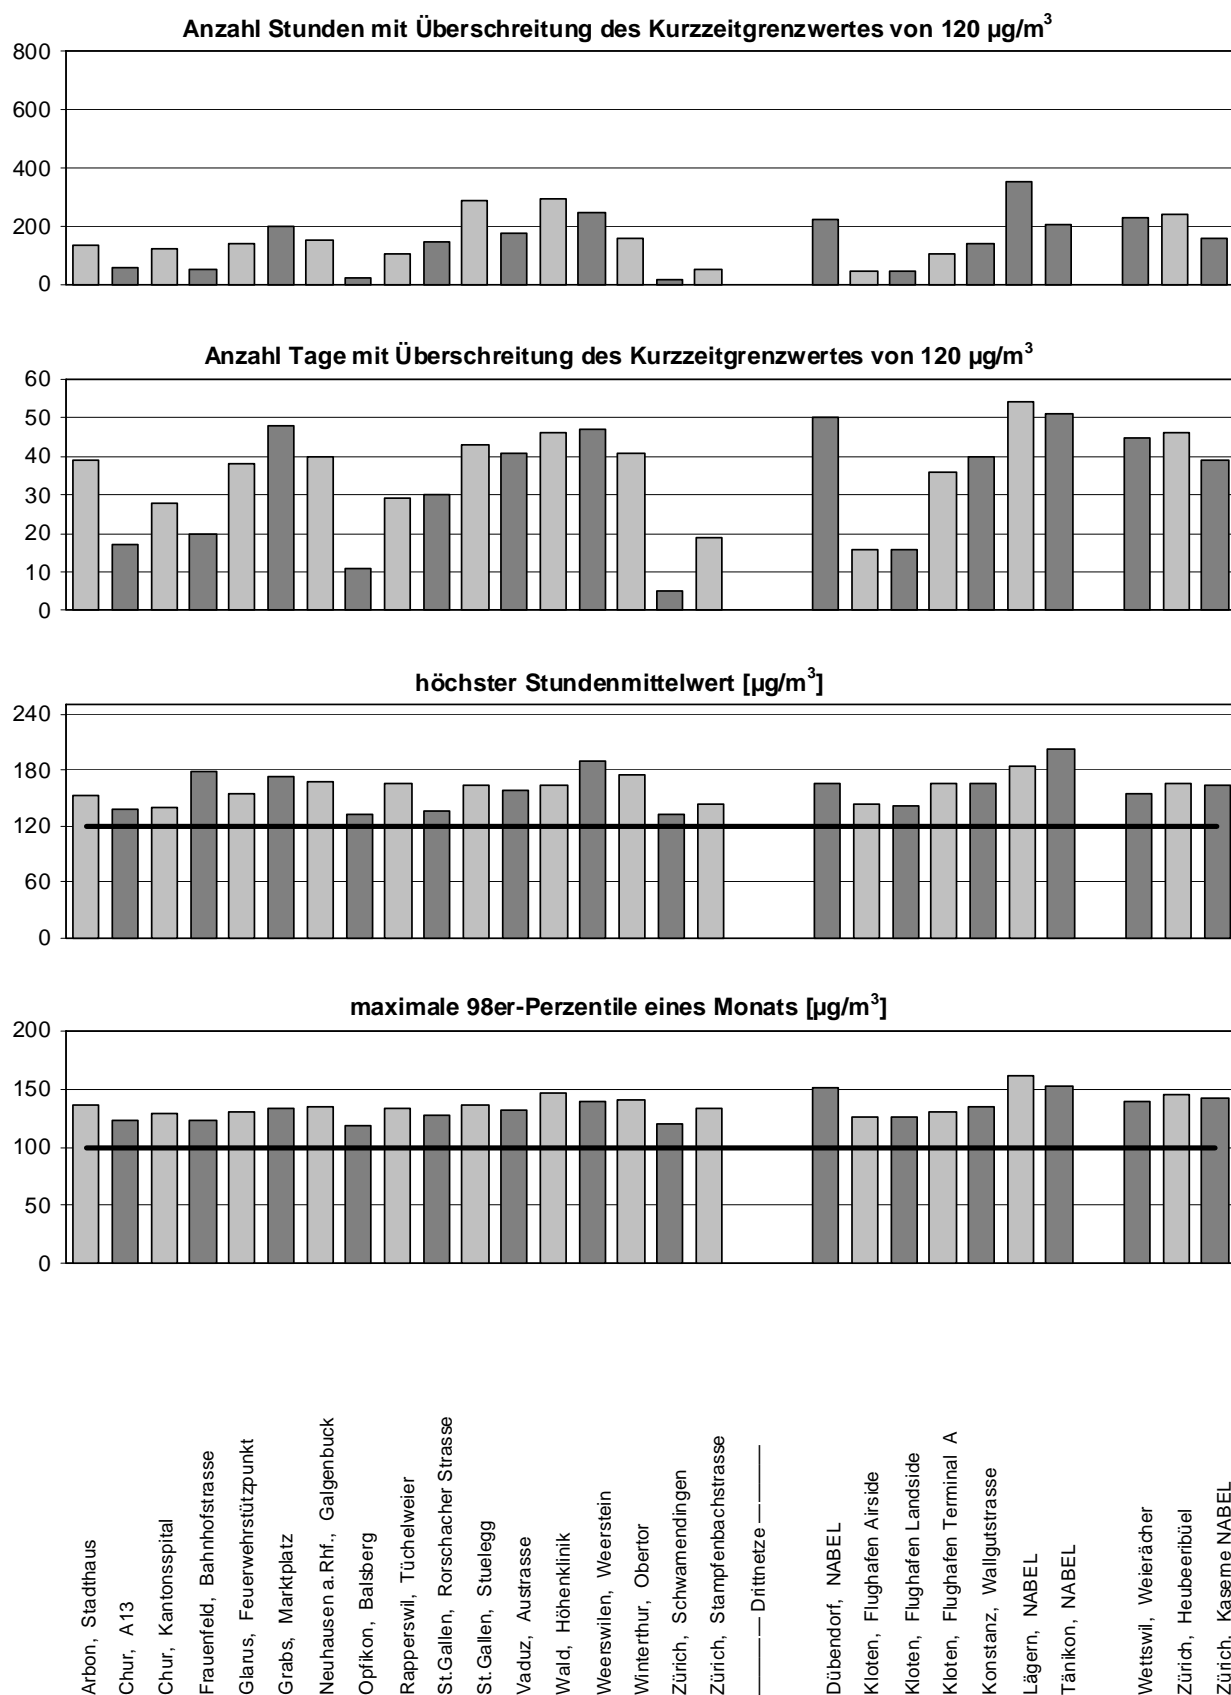 Anzahl Stunden mit Überschreitung des Kurzzeitgrenzwertes von 120 µg/m³
800
600
400
200
0
Anzahl Tage mit Überschreitung des Kurzzeitgrenzwertes von 120 µg/m³
60
50
40
30
20
10
0
höchster Stundenmittelwert [µg/m³]
240
180
120
60
0
maximale 98er-Perzentile eines Monats [µg/m³]
200
150
100
50
0
Arbon, Stadthaus
Chur, A13
Chur, Kantonsspital
Frauenfeld, Bahnhofstrasse
Glarus, Feuerwehrstützpunkt
Grabs, Marktplatz
Neuhausen a.Rhf., Galgenbuck
Opfikon, Balsberg
Rapperswil, Tüchelweier
St.Gallen, Rorschacher Strasse
St.Gallen, Stuelegg
Vaduz, Austrasse
Wald, Höhenklinik
Weerswilen, Weerstein
Winterthur, Obertor
Zürich, Schwamendingen
Zürich, Stampfenbachstrasse
Drittnetze
Dübendorf, NABEL
Kloten, Flughafen Airside
Kloten, Flughafen Landside
Kloten, Flughafen Terminal A
Konstanz, Wallgutstrasse
Lägern, NABEL
Tänikon, NABEL
Wettswil, Weierächer
Zürich, Heubeeribüel
Zürich, Kaserne NABEL